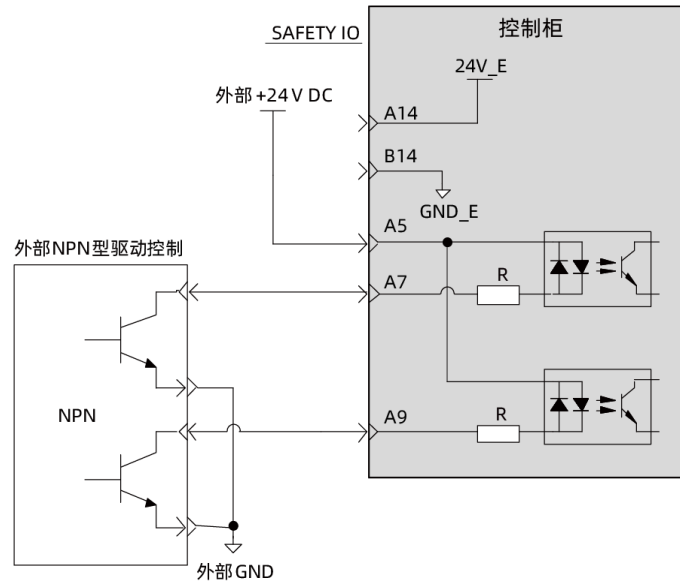 SAFETY IO
控制柜
24V_E
外部+24V DC
A14
B14
GND_E
A5
外部NPN型驱动控制
A7
R
NPN
A9
R
外部GND